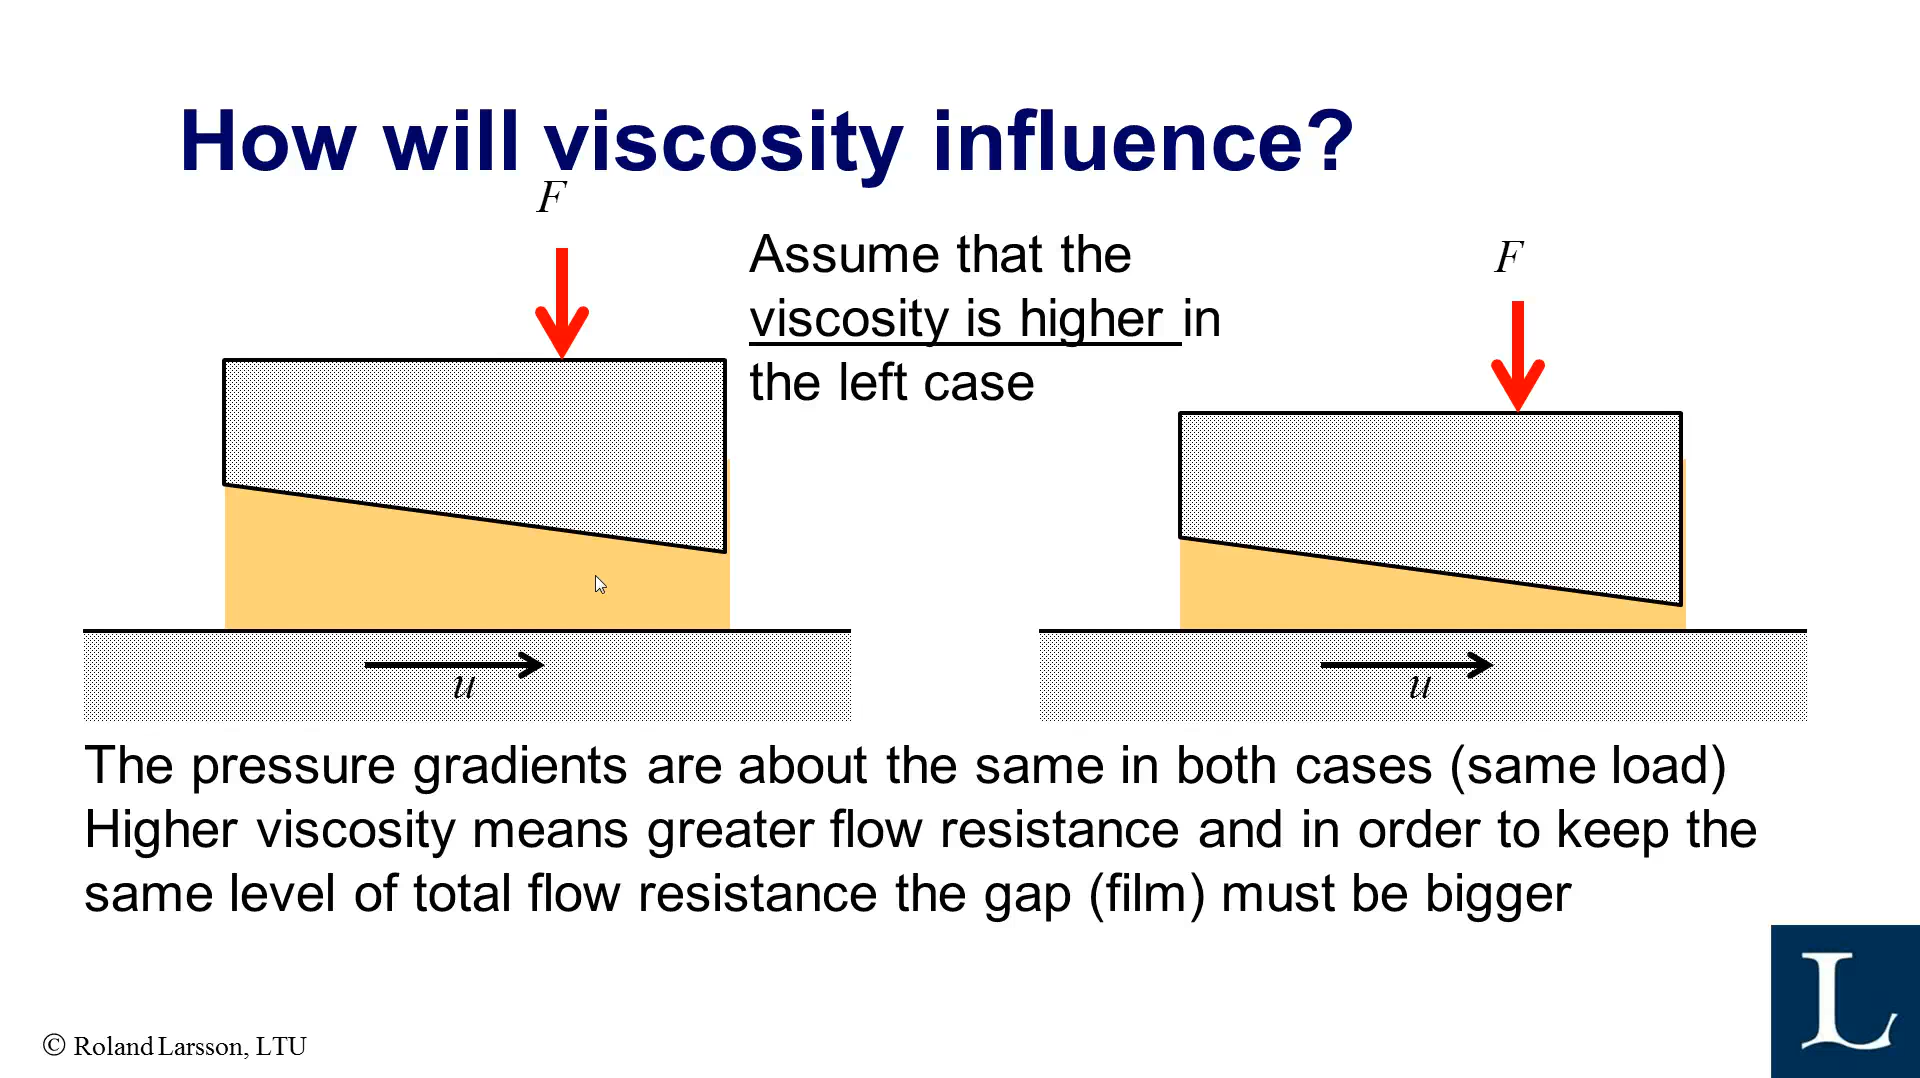 How will viscosity influence?
F
Assume that the
viscosity is higher in
the left case
F
u
u
The pressure gradients are about the same in both cases (same load)
Higher viscosity means greater flow resistance and in order to keep the
same level of total flow resistance the gap (film) must be bigger
L
© Roland Larsson, LTU